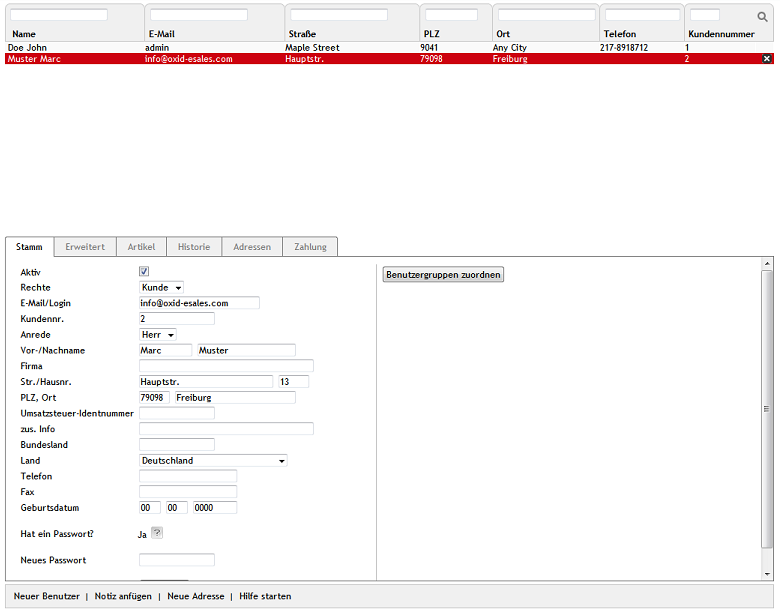 Name E-Mail Straße PLZ Ort Telefon Kundennummer
Doe John admin Maple Street 9041 Any City 217-8918712 1
Muster Marc info@oxid-esales.com Hauptstr. 79098 Freiburg 2
Stamm Erweitert Artikel Historie Adressen Zahlung
Aktiv Benutzergruppen zuordnen
Rechte Kunde
E-Mail/Login info@oxid-esales.com
Kundennr. 2
Anrede Herr
Vor-/Nachname Marc Muster
Firma
Str./Hausnr. Hauptstr. 13
PLZ, Ort 79098 Freiburg
Umsatzsteuer-Identnummer
zus. Info
Bundesland
Land Deutschland
Telefon
Fax
Geburtsdatum 00 00 0000
Hat ein Passwort? Ja ?
Neues Passwort
Neuer Benutzer | Notiz anfügen | Neue Adresse | Hilfe starten